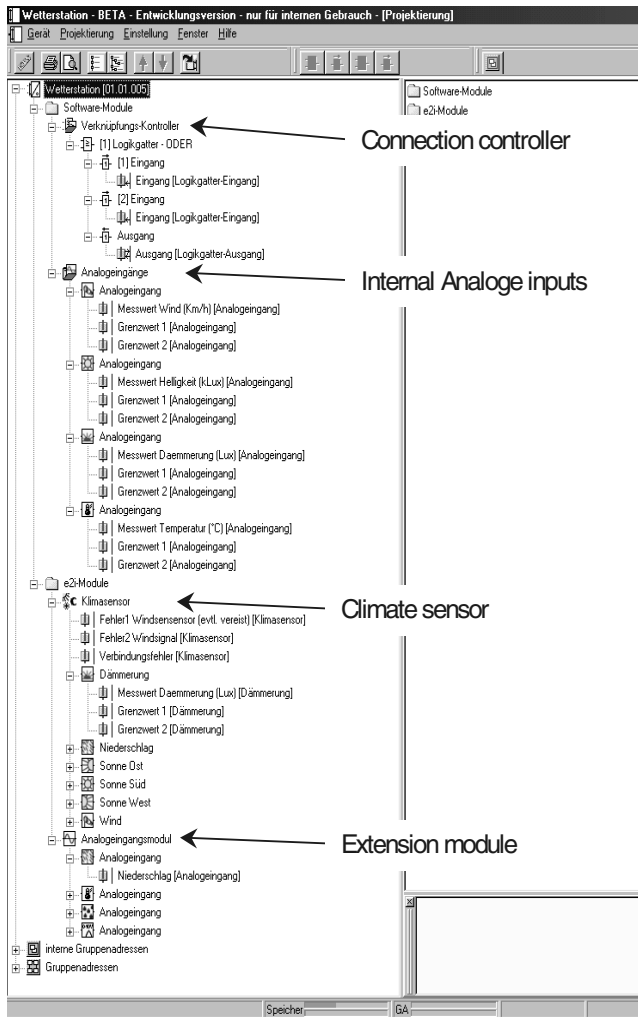 Wetterstation - BETA - Entwicklungsversion - nur für internen Gebrauch - [Projektierung]
Gerät Projektierung Einstellung Fenster Hilfe
Wetterstation [01.01.005]
Software-Module
Verknüpfungs-Kontroller
[1] Logikgatter - ODER
[1] Eingang
Eingang [Logikgatter-Eingang]
[2] Eingang
Eingang [Logikgatter-Eingang]
Ausgang
Ausgang [Logikgatter-Ausgang]
Analogeingänge
Analogeingang
Messwert Wind (Km/h) [Analogeingang]
Grenzwert 1 [Analogeingang]
Grenzwert 2 [Analogeingang]
Analogeingang
Messwert Helligkeit (kLux) [Analogeingang]
Grenzwert 1 [Analogeingang]
Grenzwert 2 [Analogeingang]
Analogeingang
Messwert Daemmerung (Lux) [Analogeingang]
Grenzwert 1 [Analogeingang]
Grenzwert 2 [Analogeingang]
Analogeingang
Messwert Temperatur (°C) [Analogeingang]
Grenzwert 1 [Analogeingang]
Grenzwert 2 [Analogeingang]
e2i-Module
Klimasensor
Fehler1 Windsensensor (evtl. vereist) [Klimasensor]
Fehler2 Windsignal [Klimasensor]
Verbindungsfehler [Klimasensor]
Dämmerung
Messwert Daemmerung (Lux) [Dämmerung]
Grenzwert 1 [Dämmerung]
Grenzwert 2 [Dämmerung]
Niederschlag
Sonne Ost
Sonne Süd
Sonne West
Wind
Analogeingangsmodul
Analogeingang
Niederschlag [Analogeingang]
Analogeingang
Analogeingang
Analogeingang
interne Gruppenadressen
Gruppenadressen
Software-Module
e2i-Module
Connection controller
Internal Analoge inputs
Climate sensor
Extension module
Speicher
GA